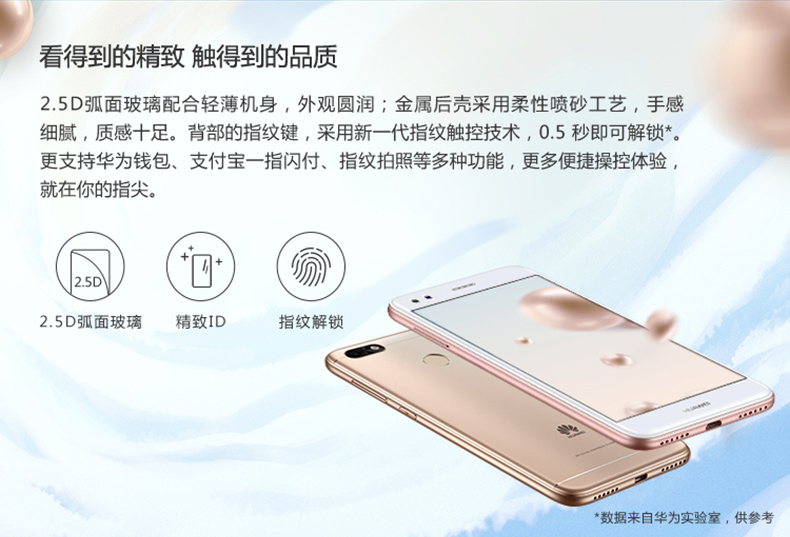 看得到的精致 触得到的品质
2.5D弧面玻璃配合轻薄机身，外观圆润；金属后壳采用柔性喷砂工艺，手感
细腻，质感十足。背部的指纹键，采用新一代指纹触控技术，0.5 秒即可解锁*。
更支持华为钱包、支付宝一指闪付、指纹拍照等多种功能，更多便捷操控体验，
就在你的指尖。
2.5D
2.5D弧面玻璃
精致ID
指纹解锁
HUAWEI
HUAWEI
*数据来自华为实验室，供参考